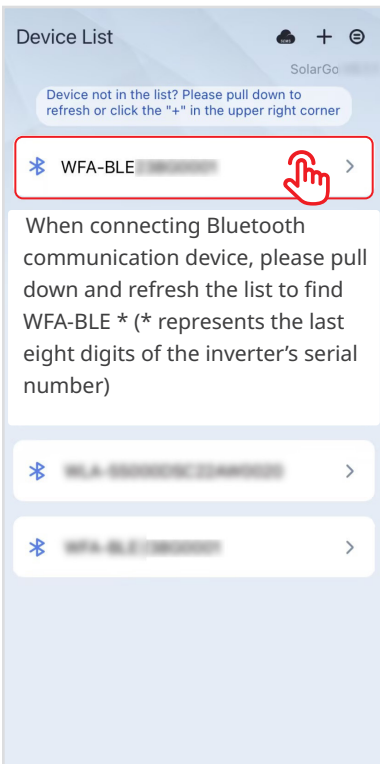 Device List
SEMS
+
SolarGo
Device not in the list? Please pull down to
refresh or click the "+" in the upper right corner
WFA-BLE
When connecting Bluetooth
communication device, please pull
down and refresh the list to find
WFA-BLE * (* represents the last
eight digits of the inverter’s serial
number)